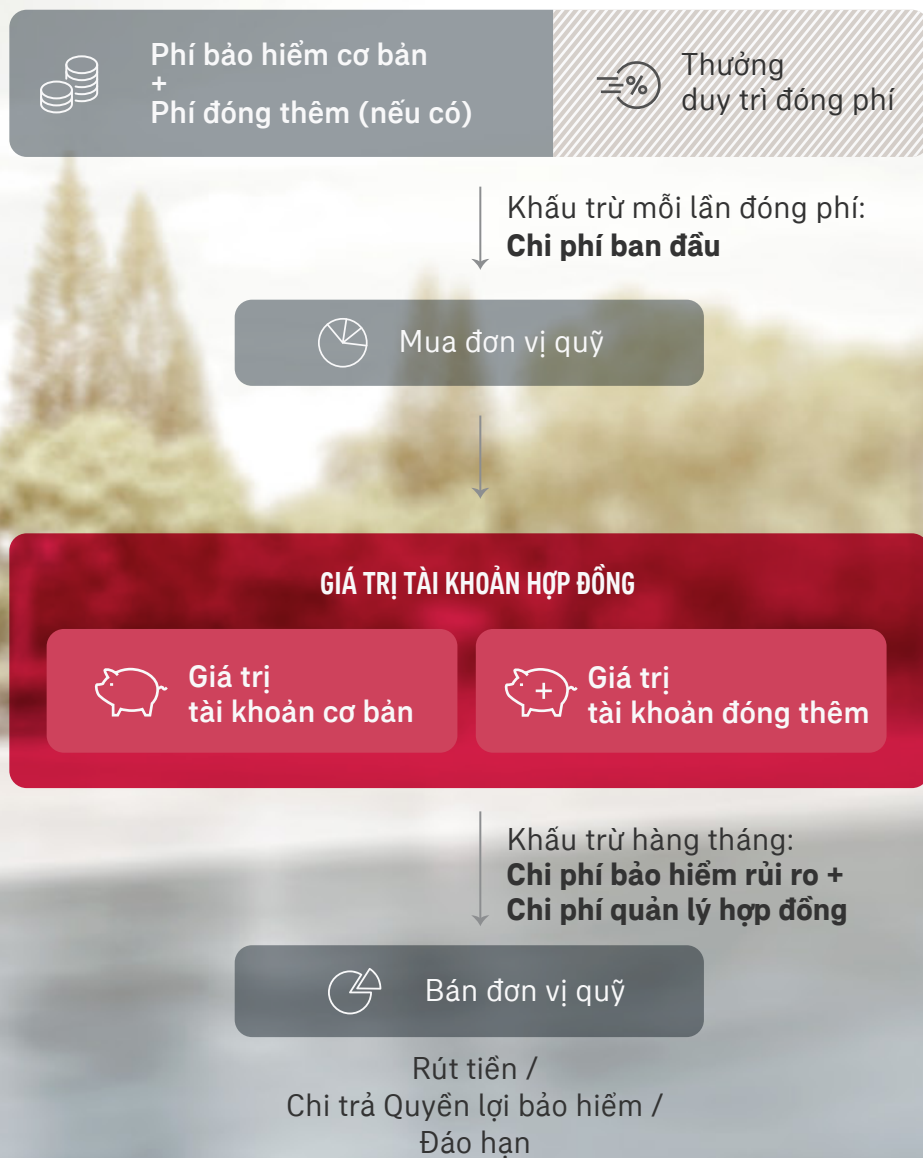 Phí bảo hiểm cơ bản
+
Phí đóng thêm (nếu có)
%
Thưởng
duy trì đóng phí
Khấu trừ mỗi lần đóng phí:
Chi phí ban đầu
Mua đơn vị quỹ
GIÁ TRỊ TÀI KHOẢN HỢP ĐỒNG
Giá trị
tài khoản cơ bản
Giá trị
tài khoản đóng thêm
Khấu trừ hàng tháng:
Chi phí bảo hiểm rủi ro +
Chi phí quản lý hợp đồng
Bán đơn vị quỹ
Rút tiền /
Chi trả Quyền lợi bảo hiểm /
Đáo hạn